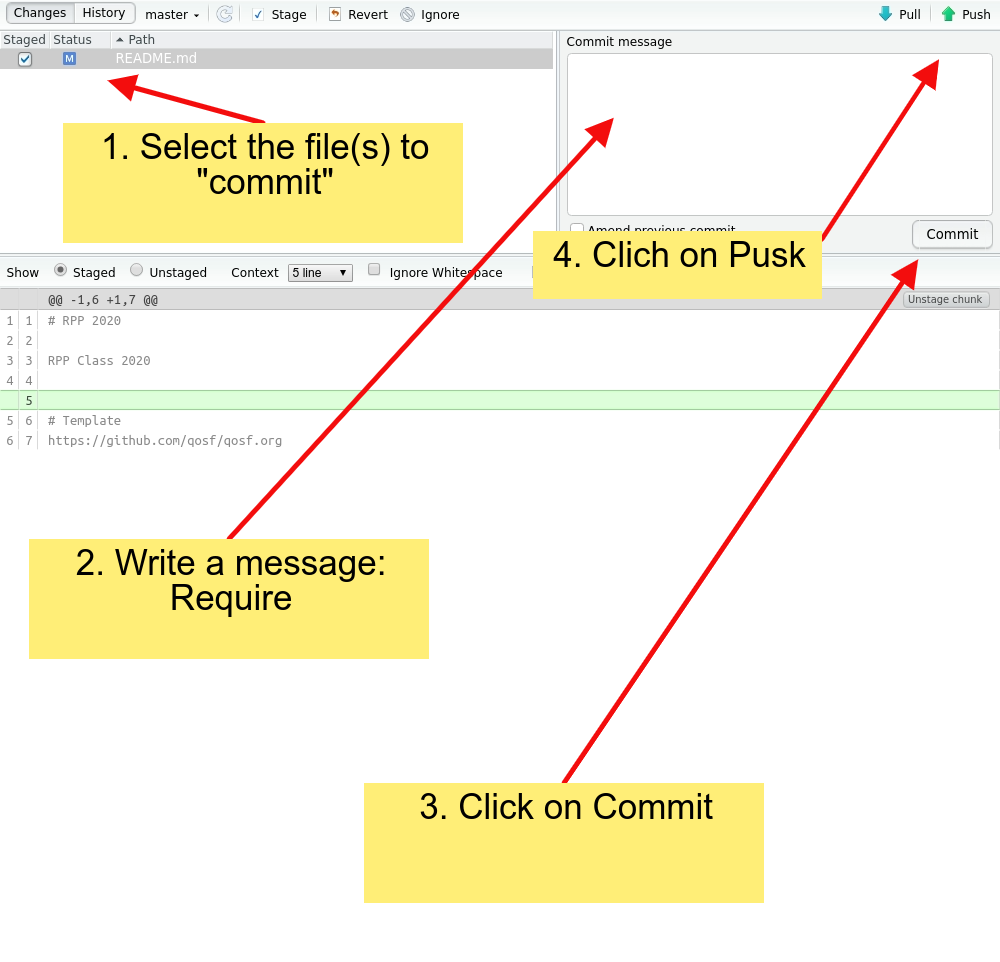 Changes History master Stage Revert Ignore Pull Push
Staged Status Path
M README.md
Commit message
1. Select the file(s) to
"commit"
Amend previous commit
Commit
4. Clich on Pusk
Show Staged Unstaged Context 5 line Ignore Whitespace
@@ -1,6 +1,7 @@ Unstage chunk
1 1 # RPP 2020
2 2
3 3 RPP Class 2020
4 4
5
5 6 # Template
6 7 https://github.com/qosf/qosf.org
2. Write a message:
Require
3. Click on Commit